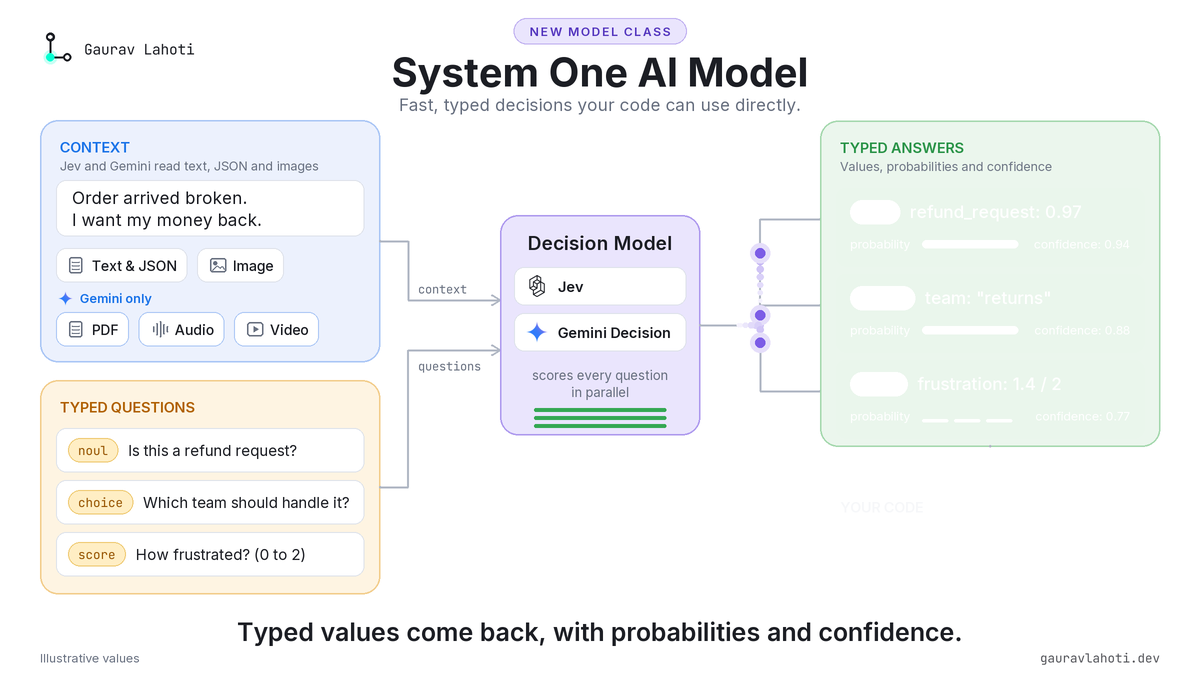 Gaurav Lahoti
NEW MODEL CLASS
System One AI Model
Fast, typed decisions your code can use directly.
CONTEXT
Jev and Gemini read text, JSON and images
Order arrived broken.
I want my money back.
Text & JSON
Image
Gemini only
PDF
Audio
Video
TYPED QUESTIONS
noul Is this a refund request?
choice Which team should handle it?
score How frustrated? (0 to 2)
context
questions
Decision Model
Jev
Gemini Decision
scores every question
in parallel
TYPED ANSWERS
Values, probabilities and confidence
refund_request: 0.97
probability confidence: 0.94
team: "returns"
probability confidence: 0.88
frustration: 1.4 / 2
probability confidence: 0.77
YOUR CODE
Typed values come back, with probabilities and confidence.
Illustrative values
gauravlahoti.dev